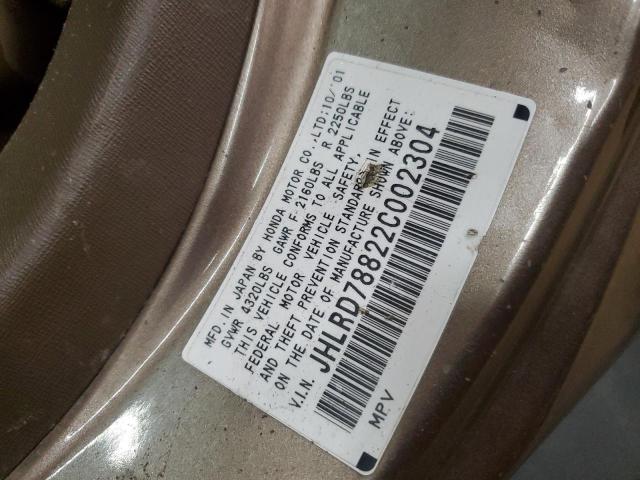 MFD. IN JAPAN BY HONDA MOTOR CO.,LTD;10/'01
GVWR 4320LBS GAWR F 2160LBS R 2250LBS
THIS VEHICLE CONFORMS TO ALL APPLICABLE
FEDERAL MOTOR VEHICLE SAFETY,
AND THEFT PREVENTION STANDARDS IN EFFECT
ON THE DATE OF MANUFACTURE SHOWN ABOVE:
V.I.N. JHLRD78822C002304
MPV